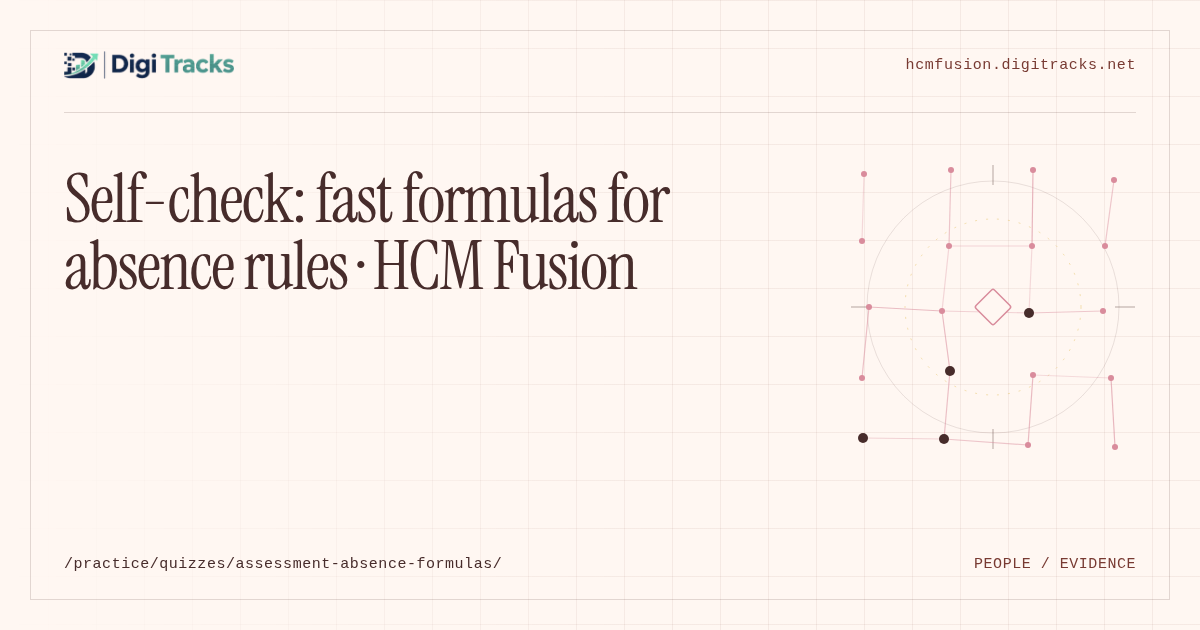 Digi Tracks
hcmfusion.digitracks.net
Self-check: fast formulas for
absence rules · HCM Fusion
/practice/quizzes/assessment-absence-formulas/
PEOPLE / EVIDENCE